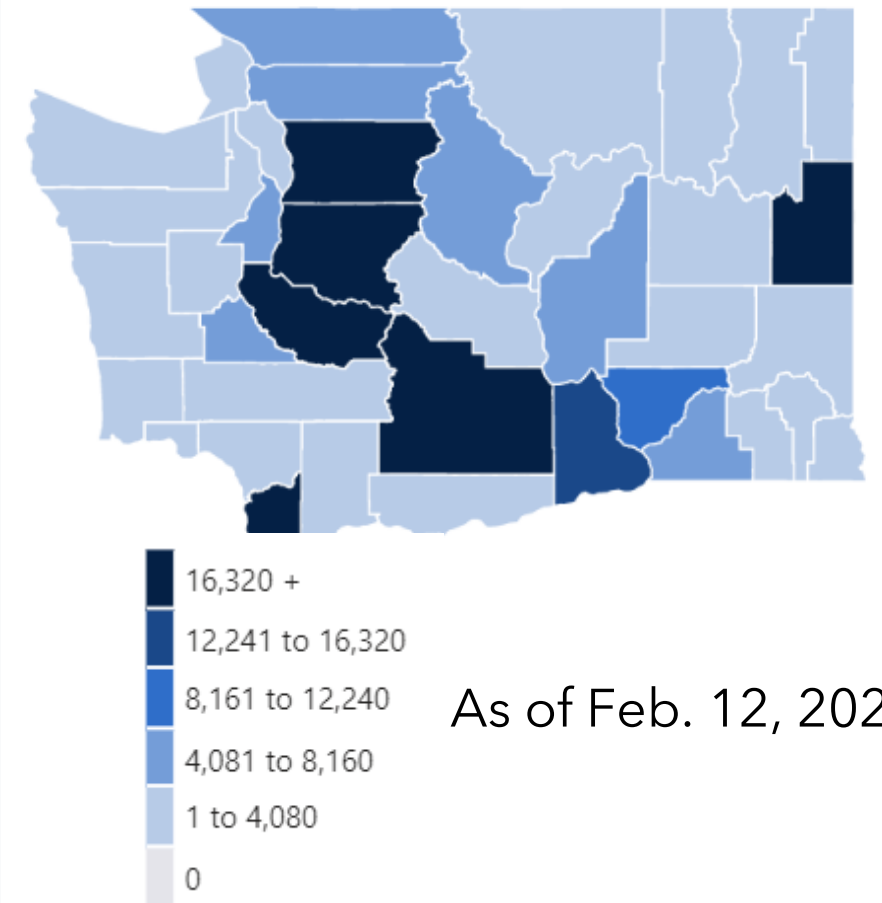 16,320 +
12,241 to 16,320
8,161 to 12,240
As of Feb. 12, 202
4,081 to 8,160
1 to 4,080
0